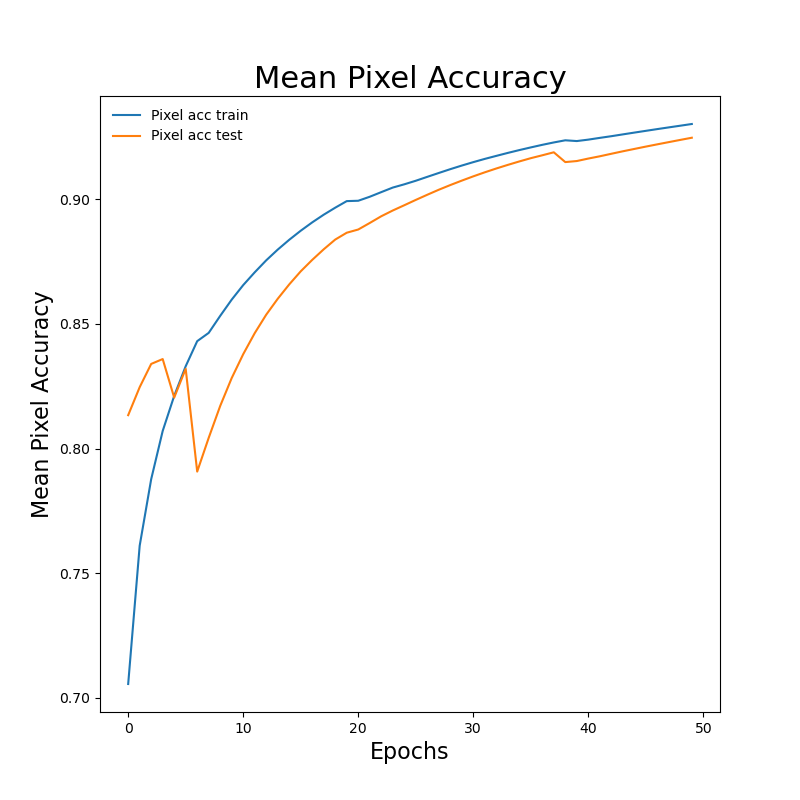 Mean Pixel Accuracy
Pixel acc train
Pixel acc test
Mean Pixel Accuracy
0.90
0.85
0.80
0.75
0.70
0 10 20 30 40 50
Epochs